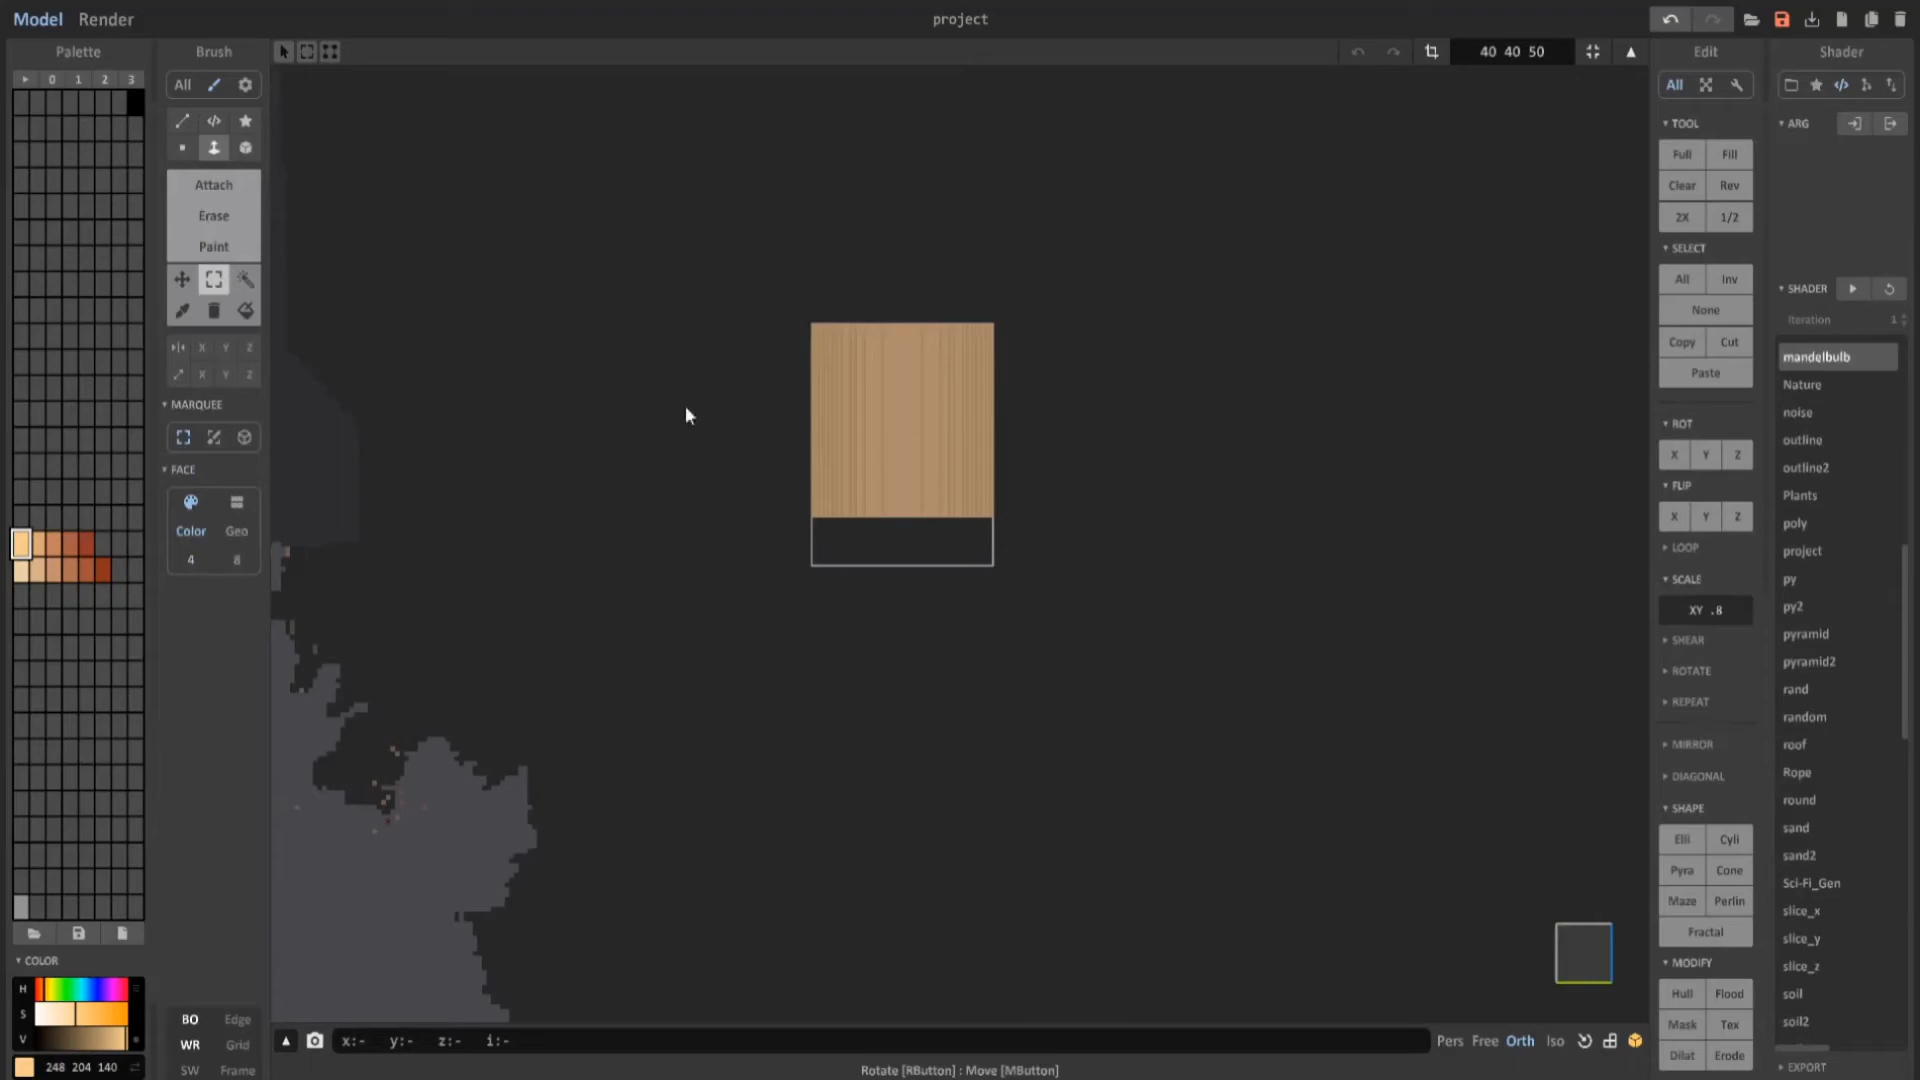 Model Render
project
Palette
Brush
40 40 50
Edit
Shader
0 1 2 3
All
All
TOOL
ARG
Full Fill
Clear Rev
2X 1/2
Attach
Erase
Paint
SELECT
All Inv
None
Copy Cut
Paste
SHADER
Iteration 1
X Y Z
X Y Z
MARQUEE
FACE
Color Geo
4 8
ROT
X Y Z
FLIP
X Y Z
LOOP
SCALE
XY .8
SHEAR
ROTATE
REPEAT
MIRROR
DIAGONAL
SHAPE
Elli Cyli
Pyra Cone
Maze Perlin
Fractal
MODIFY
Hull Flood
Mask Tex
Dilat Erode
mandelbulb
Nature
noise
outline
outline2
Plants
poly
project
py
py2
pyramid
pyramid2
rand
random
roof
Rope
round
sand
sand2
Sci-Fi_Gen
slice_x
slice_y
slice_z
soil
soil2
EXPORT
COLOR
H
S
V
248 204 140
BO Edge
WR Grid
SW Frame
x:- y:- z:- i:-
Pers Free Orth Iso
Rotate [RButton] : Move [MButton]